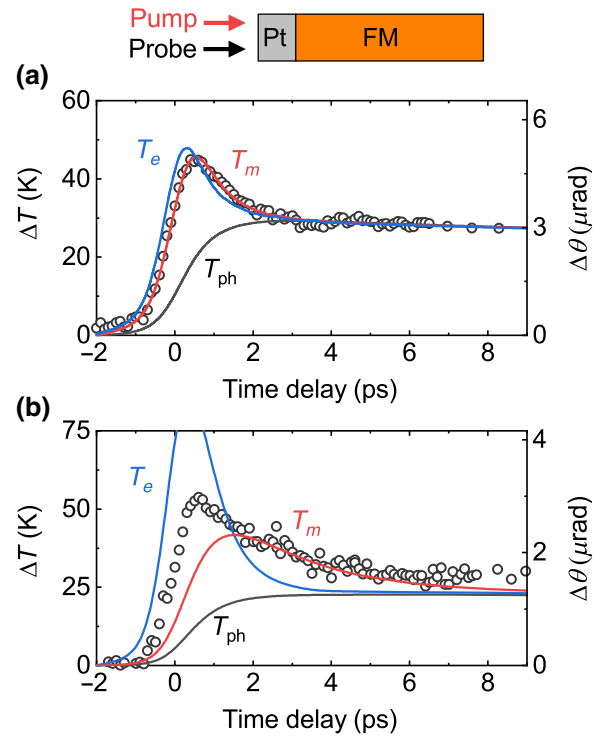 Pump
Probe
Pt FM
(a)
60
40
20
0
ΔT (K)
6
3
0
Δθ (μrad)
Te
Tm
Tph
−2 0 2 4 6 8
Time delay (ps)
(b)
75
50
25
0
ΔT (K)
4
2
0
Δθ (μrad)
Te
Tm
Tph
−2 0 2 4 6 8
Time delay (ps)